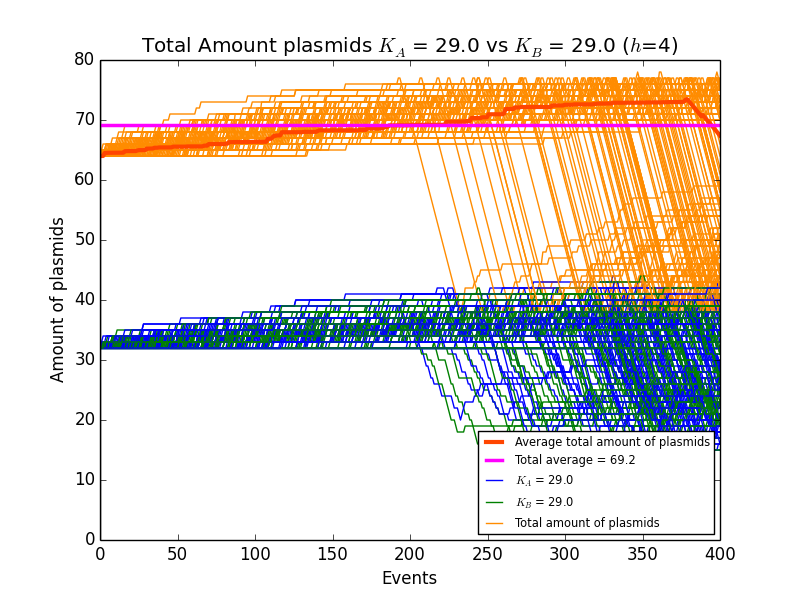 Total Amount plasmids K_A = 29.0 vs K_B = 29.0 (h=4)
80
70
60
50
40
30
20
10
0
Amount of plasmids
Average total amount of plasmids
Total average = 69.2
K_A = 29.0
K_B = 29.0
Total amount of plasmids
0 50 100 150 200 250 300 350 400
Events